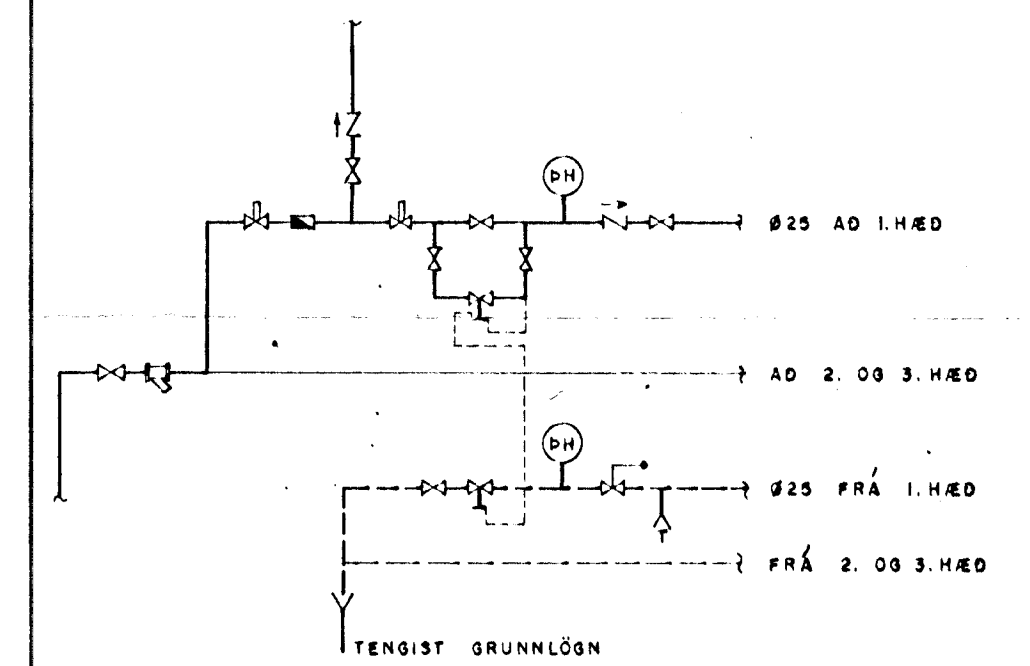 ÞH
Ø25 AÐ 1. HÆÐ
AÐ 2. OG 3. HÆÐ
ÞH
Ø25 FRÁ 1. HÆÐ
T
FRÁ 2. OG 3. HÆÐ
TENGIST GRUNNLÖGN